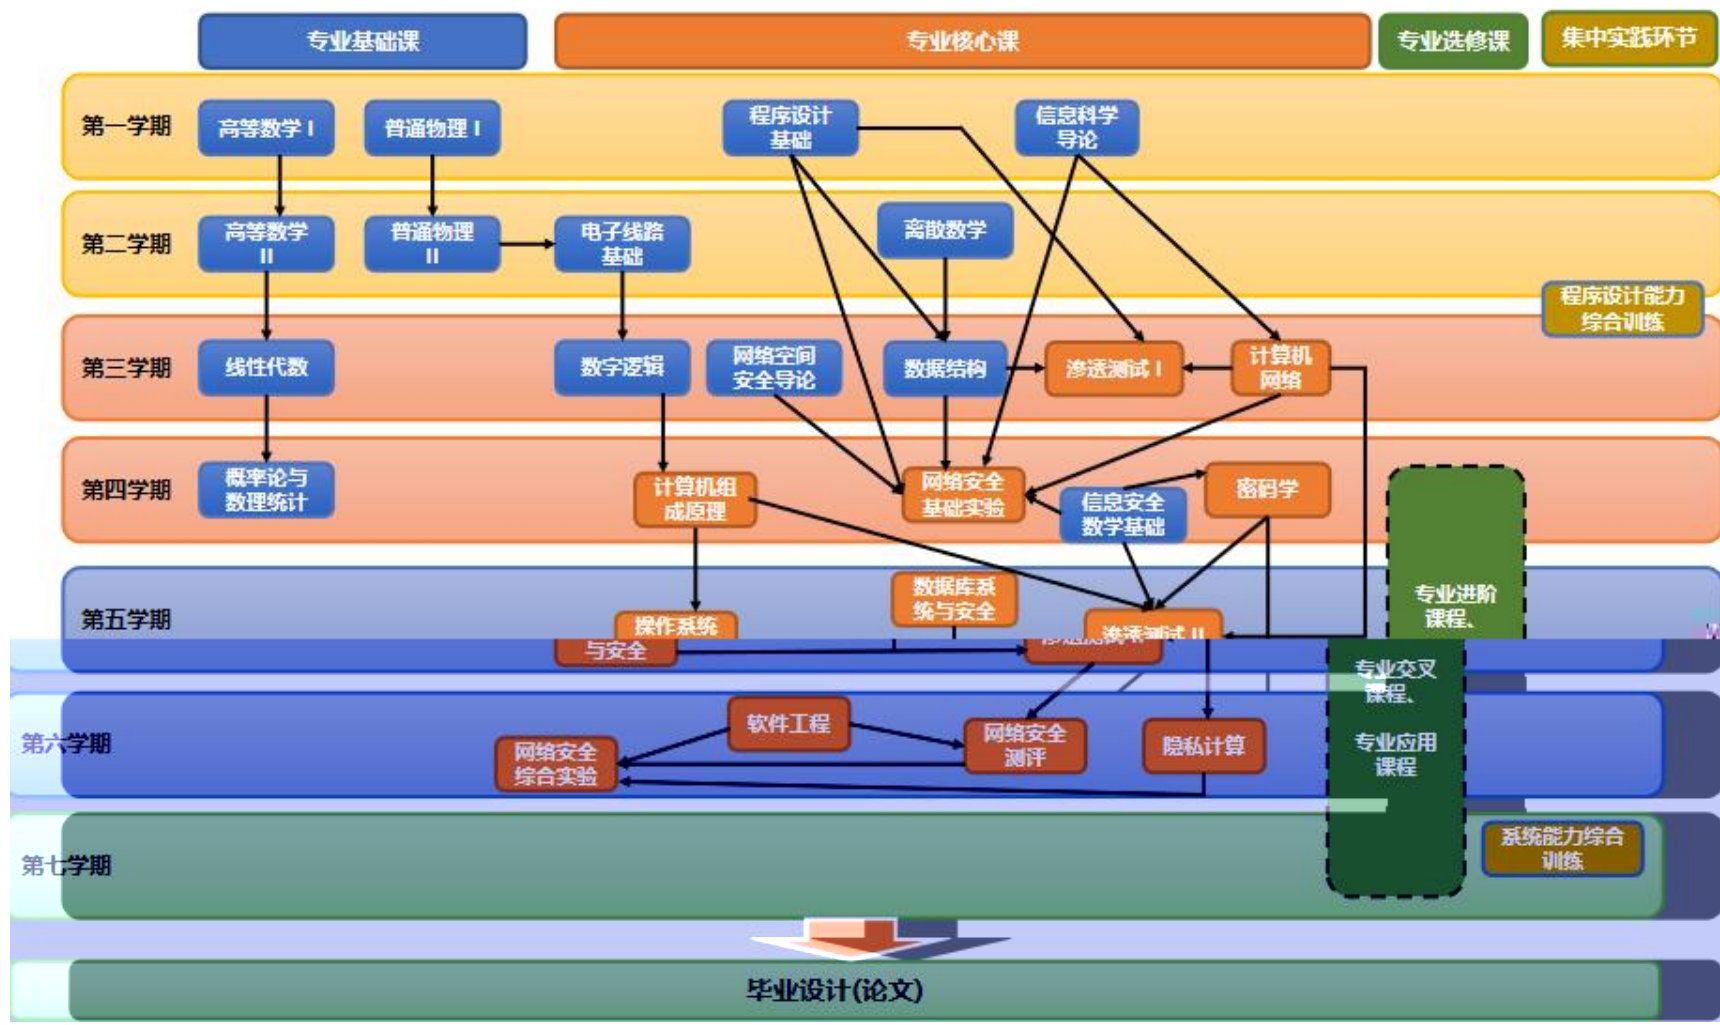 专业基础课
专业核心课
专业选修课
集中实践环节
第一学期
高等数学 I
普通物理 I
程序设计
基础
信息科学
导论
第二学期
高等数学
II
普通物理
II
电子线路
基础
离散数学
程序设计能力
综合训练
第三学期
线性代数
数字逻辑
网络空间
安全导论
数据结构
渗透测试 I
计算机
网络
第四学期
概率论与
数理统计
计算机组
成原理
网络安全
基础实验
信息安全
数学基础
密码学
第五学期
操作系统
与安全
数据库系
统与安全
渗透测试 II
专业进阶
课程、
专业交叉
课程、
专业应用
课程
第六学期
网络安全
综合实验
软件工程
网络安全
测评
隐私计算
第七学期
系统能力综合
训练
毕业设计(论文)